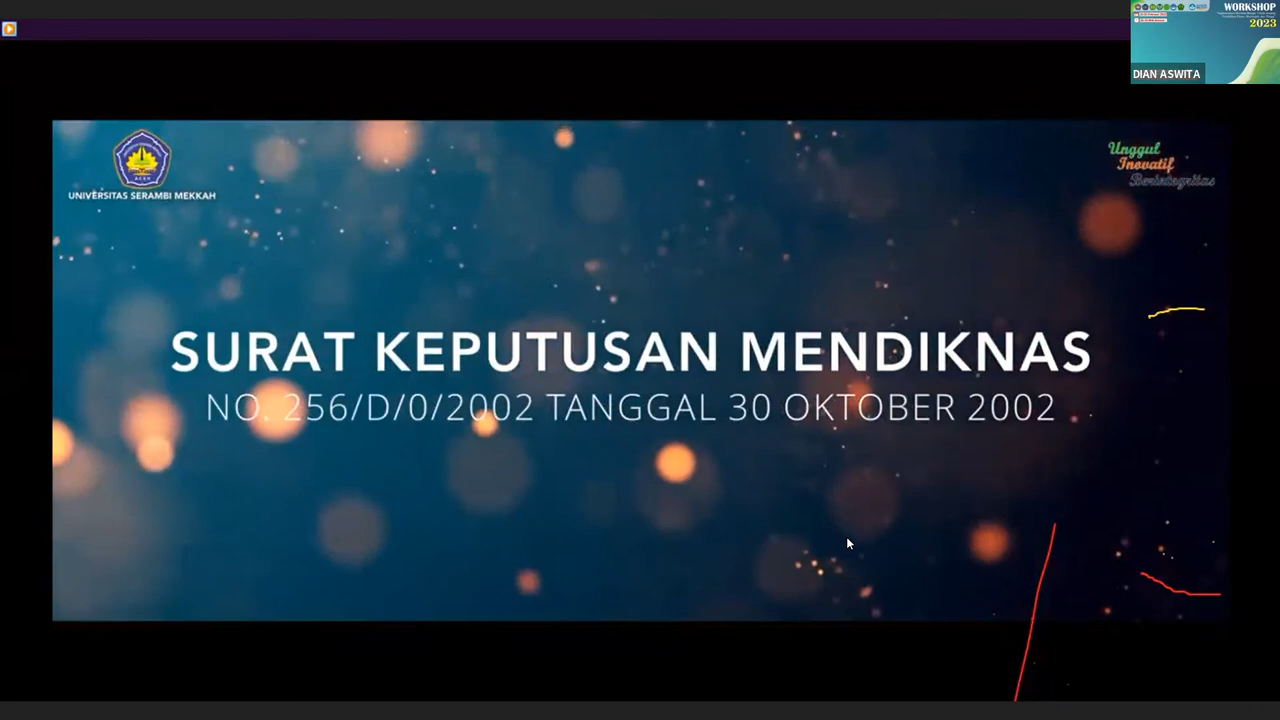 WORKSHOP
2023
DIAN ASWITA
UNIVERSITAS SERAMBI MEKKAH
Unggul
Inovatif
Berintegritas
SURAT KEPUTUSAN MENDIKNAS
NO. 256/D/0/2002 TANGGAL 30 OKTOBER 2002